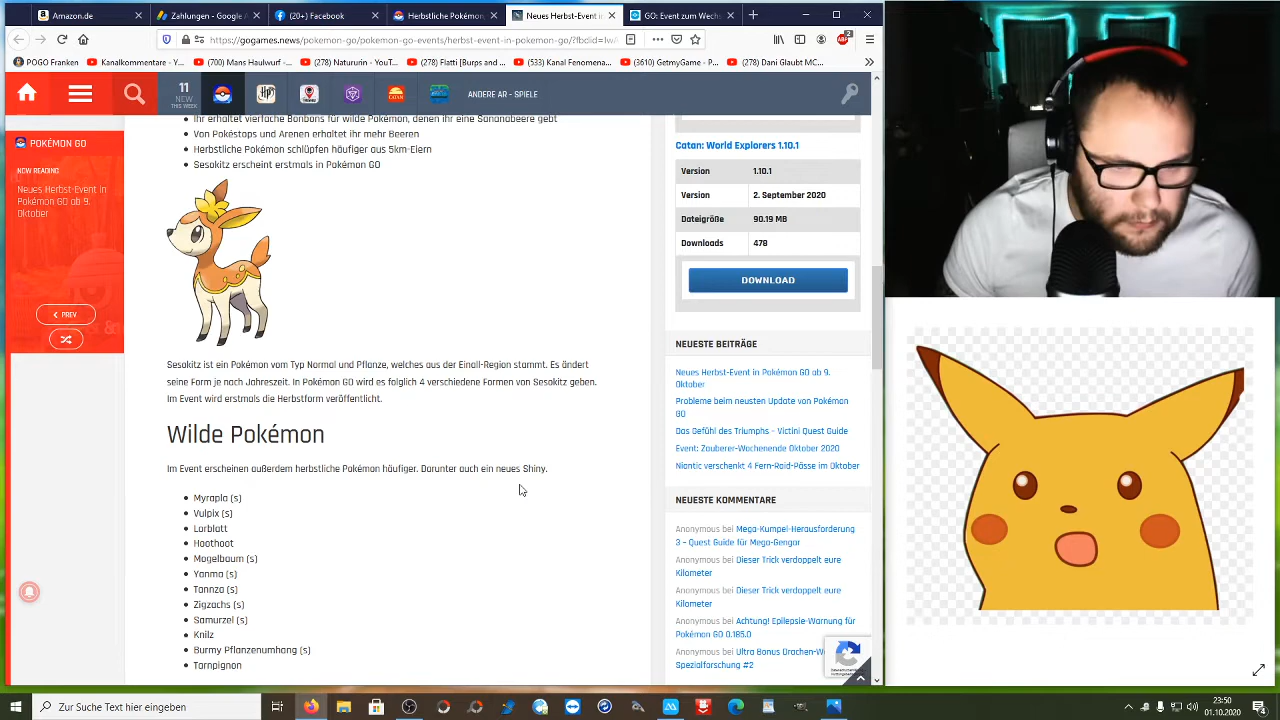 Amazon.de
Zahlungen - Google A
(20+) Facebook
Herbstliche Pokémon,
Neues Herbst-Event in
GO: Event zum Wechs
https://gogames.news/pokemon-go/pokemon-go-events/herbst-event-in-pokemon-go/?fbclid=IwA
POGO Franken
Kanalkommentare - Y...
(700) Mans Haulwurf -...
(278) Natururin - YouT...
(278) Flatti (Burps and ...
(533) Kanal Fenomena...
(3610) GetmyGame - P...
(278) Dani Glaubt MC...
11
NEW
THIS WEEK
ANDERE AR - SPIELE
POKÉMON GO
NOW READING
Neues Herbst-Event in
Pokémon GO ab 9.
Oktober
PREV
Ihr erhaltet vierfache Bonbons für wilde Pokémon, denen ihr eine Sananabeere gebt
Von Pokéstops und Arenen erhaltet ihr mehr Beeren
Herbstliche Pokémon schlüpfen häufiger aus 5km-Eiern
Sesokitz erscheint erstmals in Pokémon GO
Sesokitz ist ein Pokémon vom Typ Normal und Pflanze, welches aus der Einall-Region stammt. Es ändert
seine Form je nach Jahreszeit. In Pokémon GO wird es folglich 4 verschiedene Formen von Sesokitz geben.
Im Event wird erstmals die Herbstform veröffentlicht.
Wilde Pokémon
Im Event erscheinen außerdem herbstliche Pokémon häufiger. Darunter auch ein neues Shiny.
Myrapla (s)
Vulpix (s)
Lorblatt
Hoothoot
Mogelbaum (s)
Yanma (s)
Tannza (s)
Zigzachs (s)
Samurzel (s)
Knilz
Burmy Pflanzenumhang (s)
Tarnpignon
Catan: World Explorers 1.10.1
Version 1.10.1
Version 2. September 2020
Dateigröße 90.19 MB
Downloads 478
DOWNLOAD
NEUESTE BEITRÄGE
Neues Herbst-Event in Pokémon GO ab 9.
Oktober
Probleme beim neusten Update von Pokémon
GO
Das Gefühl des Triumphs – Victini Quest Guide
Event: Zauberer-Wochenende Oktober 2020
Niantic verschenkt 4 Fern-Raid-Pässe im Oktober
NEUESTE KOMMENTARE
Anonymous bei Mega-Kumpel-Herausforderung
3 – Quest Guide für Mega-Gengar
Anonymous bei Dieser Trick verdoppelt eure
Kilometer
Anonymous bei Dieser Trick verdoppelt eure
Kilometer
Anonymous bei Achtung! Epilepsie-Warnung für
Pokémon GO 0.185.0
Anonymous bei Ultra Bonus Drachen-W
Spezialforschung #2
Zur Suche Text hier eingeben
23:50
01.10.2020